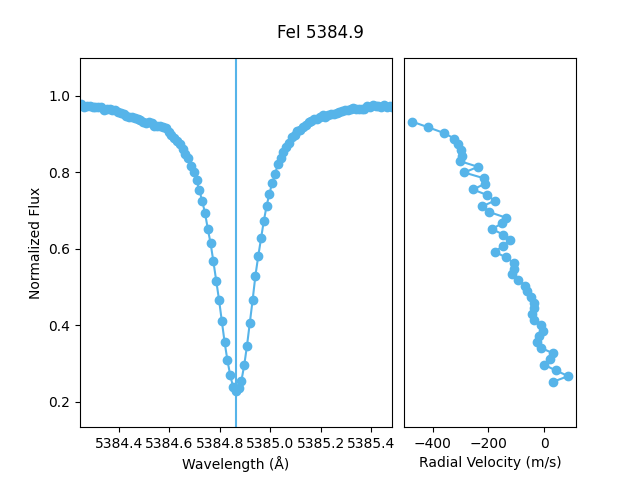 FeI 5384.9
Normalized Flux
1.0
0.8
0.6
0.4
0.2
5384.4 5384.6 5384.8 5385.0 5385.2 5385.4
Wavelength (Å)
−400 −200 0
Radial Velocity (m/s)